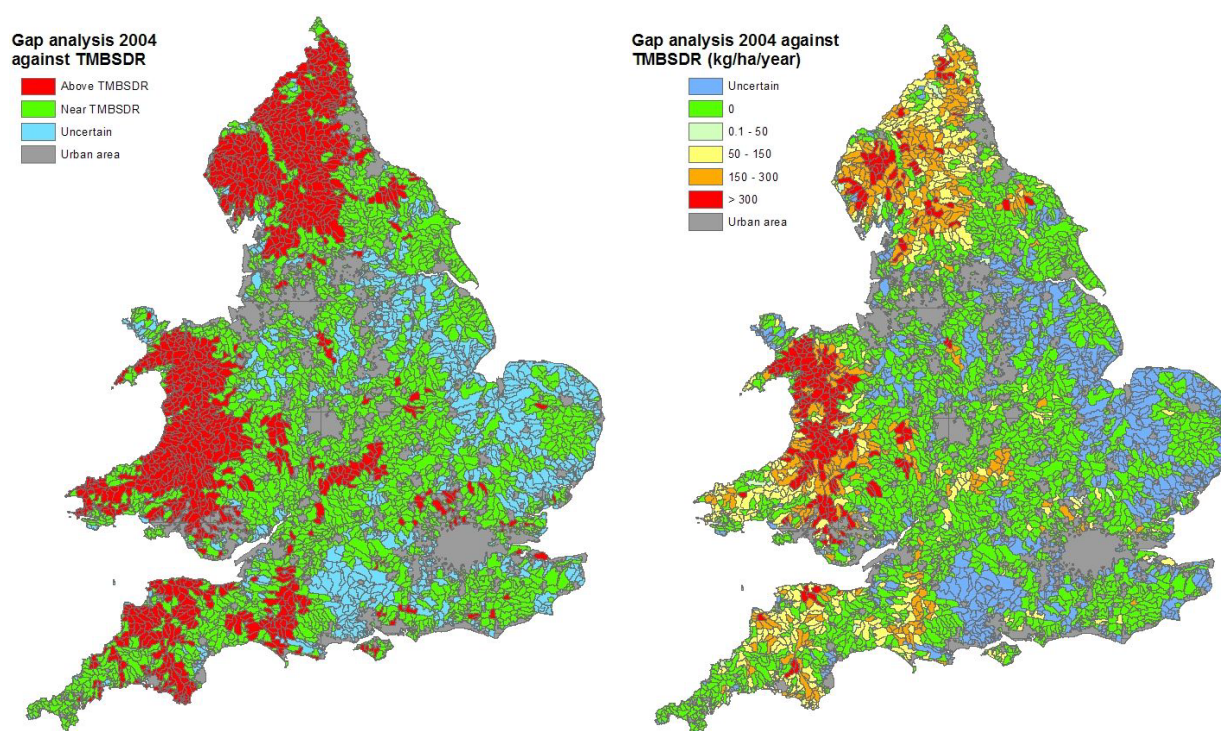 Gap analysis 2004
against TMBSDR
Above TMBSDR
Near TMBSDR
Uncertain
Urban area
Gap analysis 2004 against
TMBSDR (kg/ha/year)
Uncertain
0
0.1 - 50
50 - 150
150 - 300
> 300
Urban area